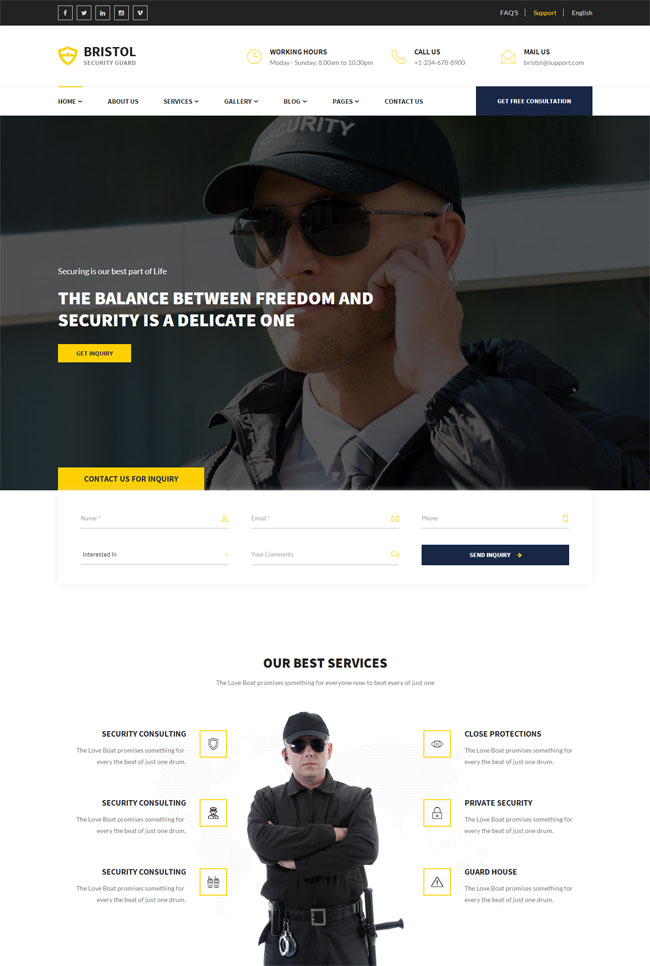 FAQ'S Support English
BRISTOL
SECURITY GUARD
WORKING HOURS
Moday - Sunday: 8.00am to 10.30pm
CALL US
+1-234-678-8900
MAIL US
bristol@support.com
HOME ABOUT US SERVICES GALLERY BLOG PAGES CONTACT US
GET FREE CONSULTATION
SECURITY
Securing is our best part of Life
THE BALANCE BETWEEN FREEDOM AND
SECURITY IS A DELICATE ONE
GET INQUIRY
CONTACT US FOR INQUIRY
Name *
Email *
Phone
Interested In
Your Comments
SEND INQUIRY
OUR BEST SERVICES
The Love Boat promises something for everyone now to beat every of just one
SECURITY CONSULTING
The Love Boat promises something for
every the beat of just one drum.
SECURITY CONSULTING
The Love Boat promises something for
every the beat of just one drum.
SECURITY CONSULTING
The Love Boat promises something for
every the beat of just one drum.
CLOSE PROTECTIONS
The Love Boat promises something for
every the beat of just one drum.
PRIVATE SECURITY
The Love Boat promises something for
every the beat of just one drum.
GUARD HOUSE
The Love Boat promises something for
every the beat of just one drum.